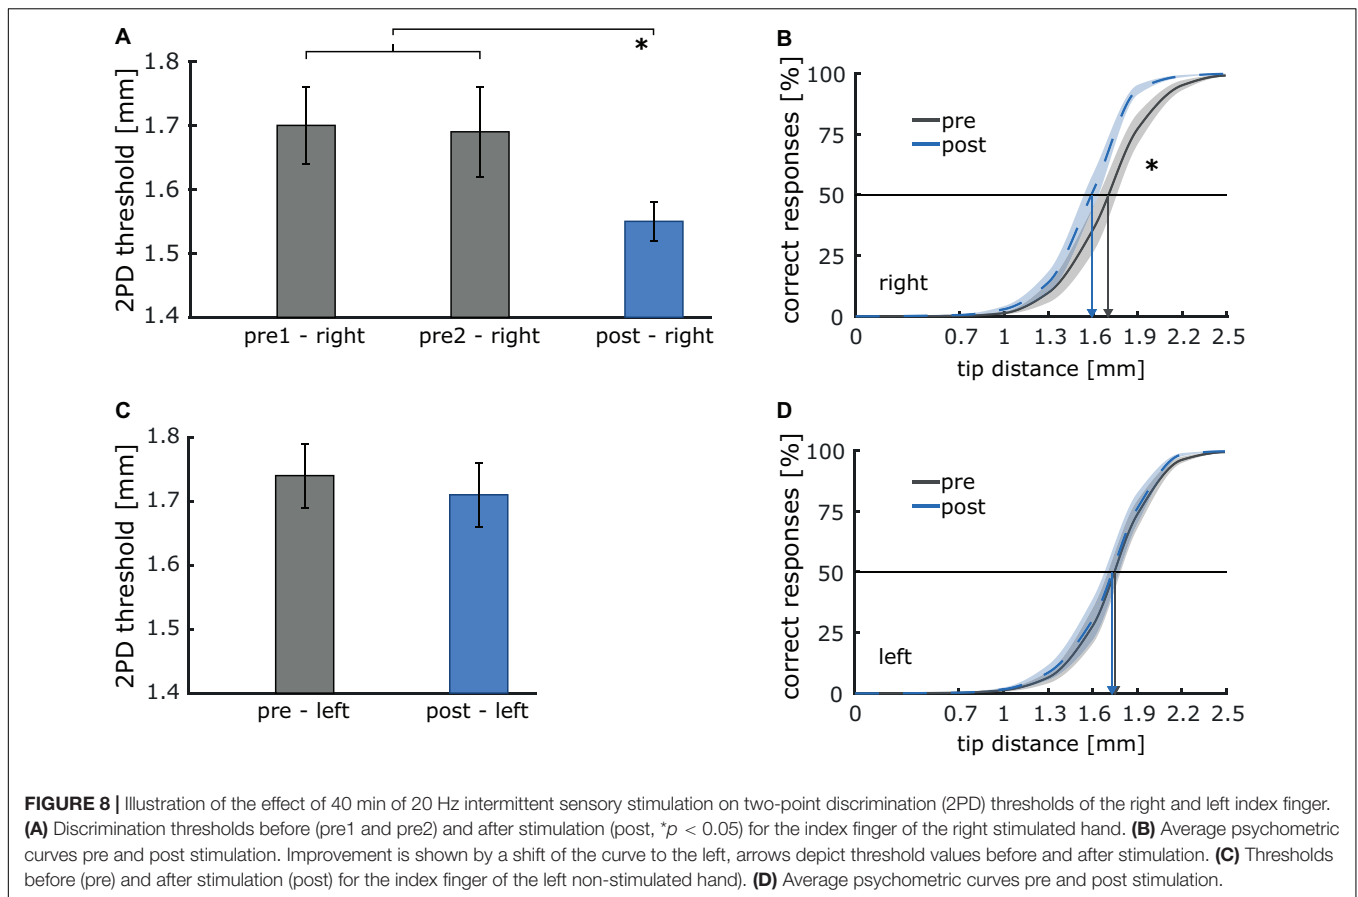 A
*
2PD threshold [mm]
1.8
1.7
1.6
1.5
1.4
pre1 - right
pre2 - right
post - right
B
correct responses [%]
100
75
50
25
0
pre
post
*
right
0 0.7 1 1.3 1.6 1.9 2.2 2.5
tip distance [mm]
C
2PD threshold [mm]
1.8
1.7
1.6
1.5
1.4
pre - left
post - left
D
correct responses [%]
100
75
50
25
0
pre
post
left
0 0.7 1 1.3 1.6 1.9 2.2 2.5
tip distance [mm]
FIGURE 8 | Illustration of the effect of 40 min of 20 Hz intermittent sensory stimulation on two-point discrimination (2PD) thresholds of the right and left index finger.
(A) Discrimination thresholds before (pre1 and pre2) and after stimulation (post, *p < 0.05) for the index finger of the right stimulated hand. (B) Average psychometric
curves pre and post stimulation. Improvement is shown by a shift of the curve to the left, arrows depict threshold values before and after stimulation. (C) Thresholds
before (pre) and after stimulation (post) for the index finger of the left non-stimulated hand). (D) Average psychometric curves pre and post stimulation.